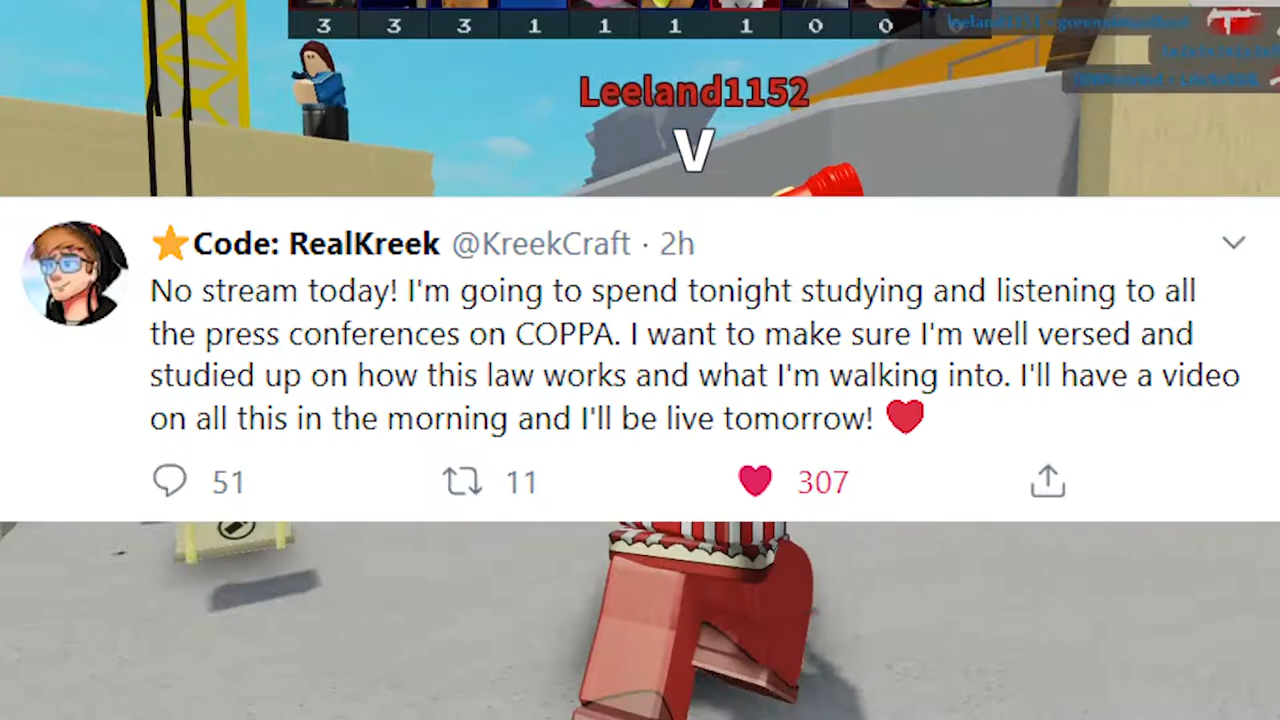 3 3 3 1 1 1 1 0 0
Leeland1152
V
Code: RealKreek @KreekCraft · 2h
No stream today! I'm going to spend tonight studying and listening to all
the press conferences on COPPA. I want to make sure I'm well versed and
studied up on how this law works and what I'm walking into. I'll have a video
on all this in the morning and I'll be live tomorrow!
51 11 307